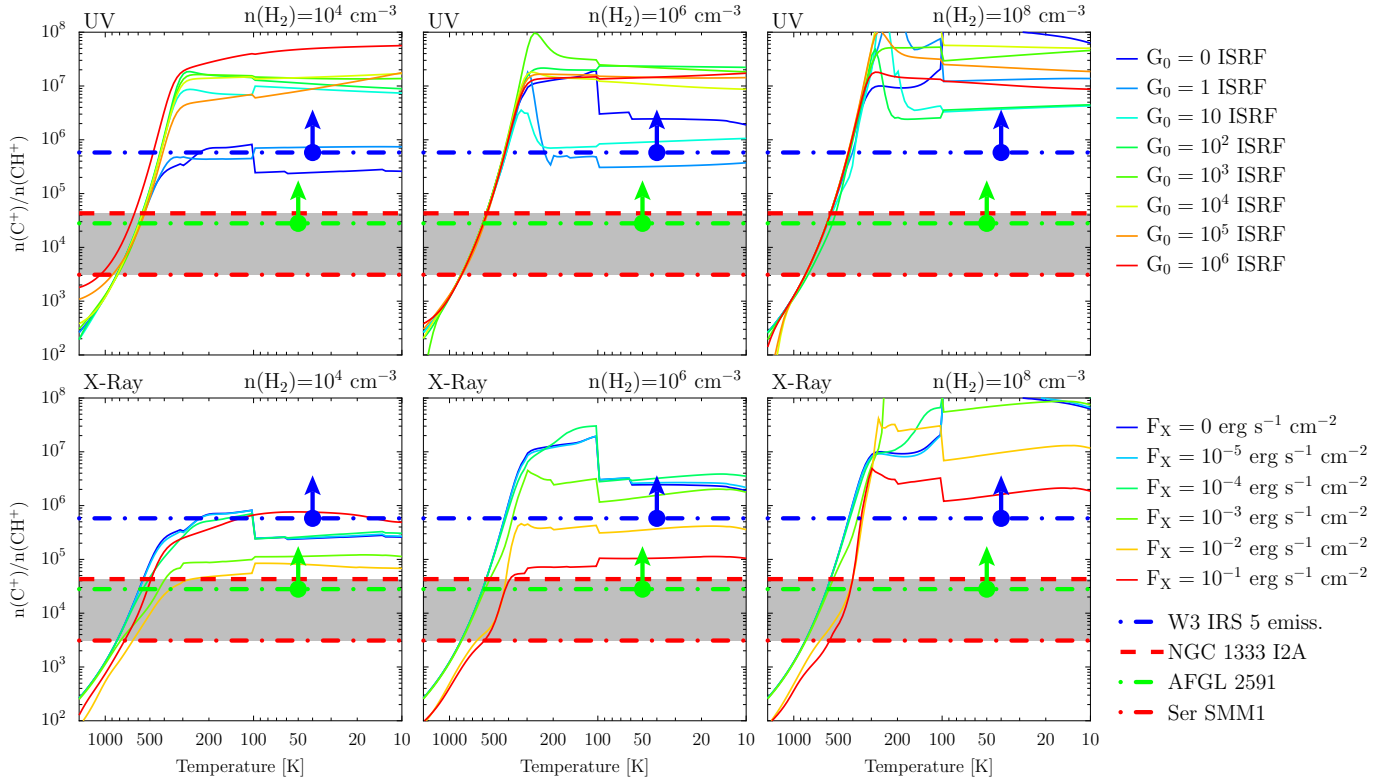 UV n(H₂)=10⁴ cm⁻³ UV n(H₂)=10⁶ cm⁻³ UV n(H₂)=10⁸ cm⁻³
n(C⁺)/n(CH⁺)
10⁸
10⁷
10⁶
10⁵
10⁴
10³
10²
G₀ = 0 ISRF
G₀ = 1 ISRF
G₀ = 10 ISRF
G₀ = 10² ISRF
G₀ = 10³ ISRF
G₀ = 10⁴ ISRF
G₀ = 10⁵ ISRF
G₀ = 10⁶ ISRF
X-Ray n(H₂)=10⁴ cm⁻³ X-Ray n(H₂)=10⁶ cm⁻³ X-Ray n(H₂)=10⁸ cm⁻³
n(C⁺)/n(CH⁺)
10⁷
10⁶
10⁵
10⁴
10³
10²
1000 500 200 100 50 20 10 1000 500 200 100 50 20 10 1000 500 200 100 50 20 10
Temperature [K] Temperature [K] Temperature [K]
F_X = 0 erg s⁻¹ cm⁻²
F_X = 10⁻⁵ erg s⁻¹ cm⁻²
F_X = 10⁻⁴ erg s⁻¹ cm⁻²
F_X = 10⁻³ erg s⁻¹ cm⁻²
F_X = 10⁻² erg s⁻¹ cm⁻²
F_X = 10⁻¹ erg s⁻¹ cm⁻²
W3 IRS 5 emiss.
NGC 1333 I2A
AFGL 2591
Ser SMM1